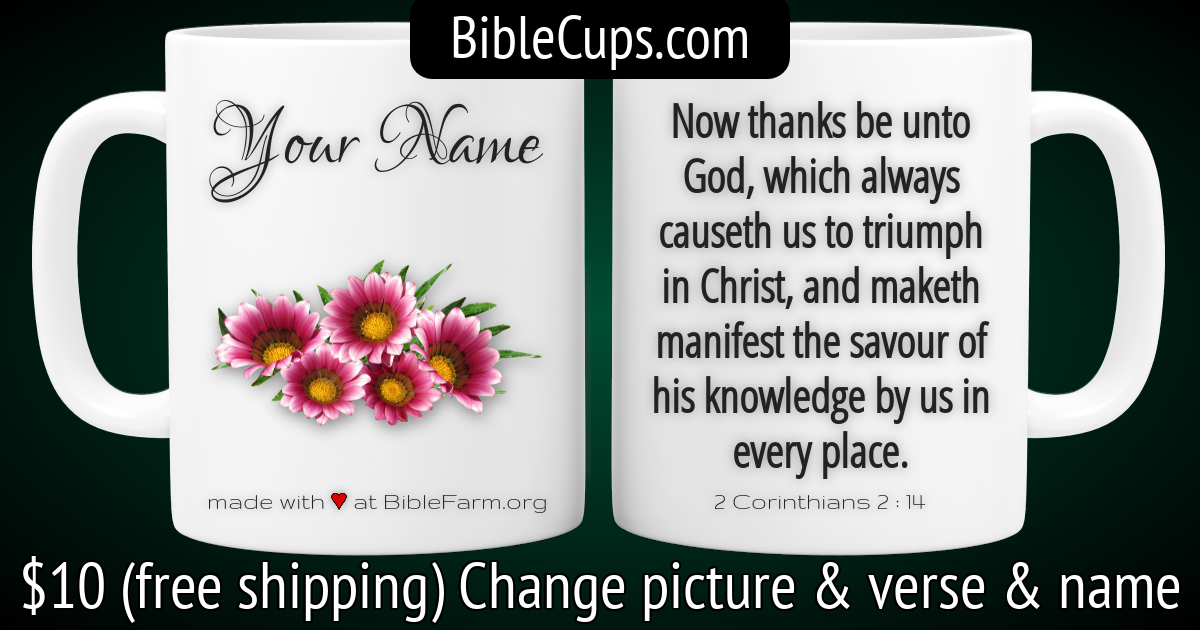 BibleCups.com
Your Name
made with ♥ at BibleFarm.org
Now thanks be unto
God, which always
causeth us to triumph
in Christ, and maketh
manifest the savour of
his knowledge by us in
every place.
2 Corinthians 2 : 14
$10 (free shipping) Change picture & verse & name